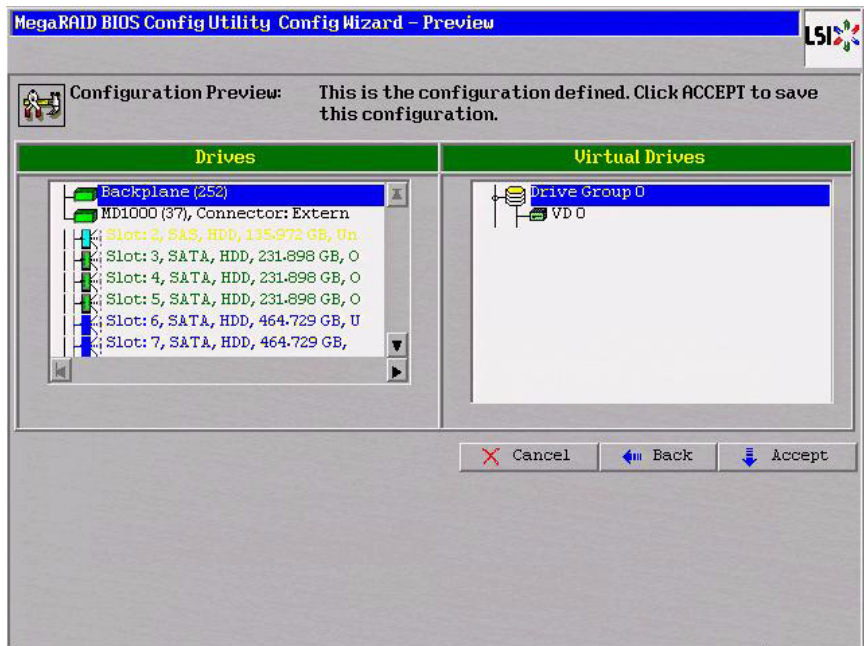 MegaRAID BIOS Config Utility Config Wizard – Preview
LSI
Configuration Preview: This is the configuration defined. Click ACCEPT to save
this configuration.
Drives
Backplane (252)
MD1000 (37), Connector: Extern
Slot: 2, SAS, HDD, 135.972 GB, Un
Slot: 3, SATA, HDD, 231.898 GB, O
Slot: 4, SATA, HDD, 231.898 GB, O
Slot: 5, SATA, HDD, 231.898 GB, O
Slot: 6, SATA, HDD, 464.729 GB, U
Slot: 7, SATA, HDD, 464.729 GB,
Virtual Drives
Drive Group 0
VD 0
Cancel
Back
Accept